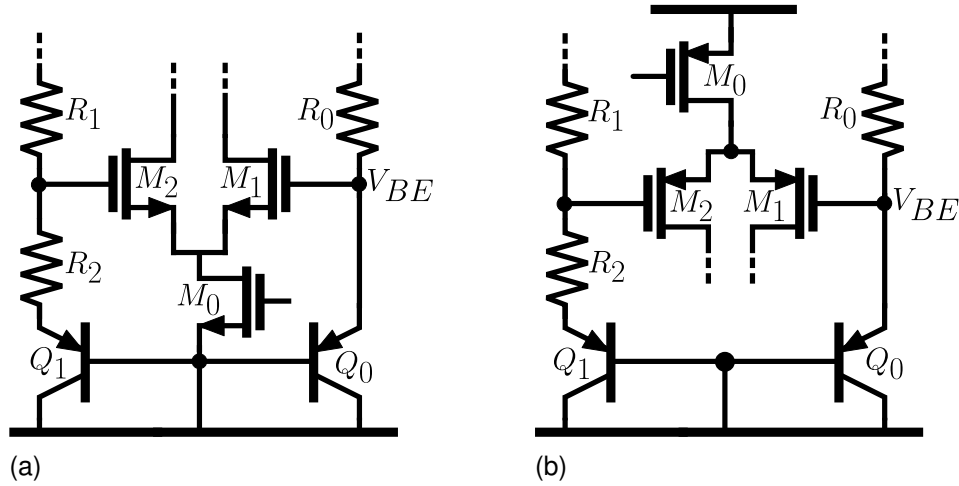 R1 M2 M1 R0 VBE
R2 M0
Q1 Q0
(a)
M0
R1 R0
M2 M1 VBE
R2
Q1 Q0
(b)